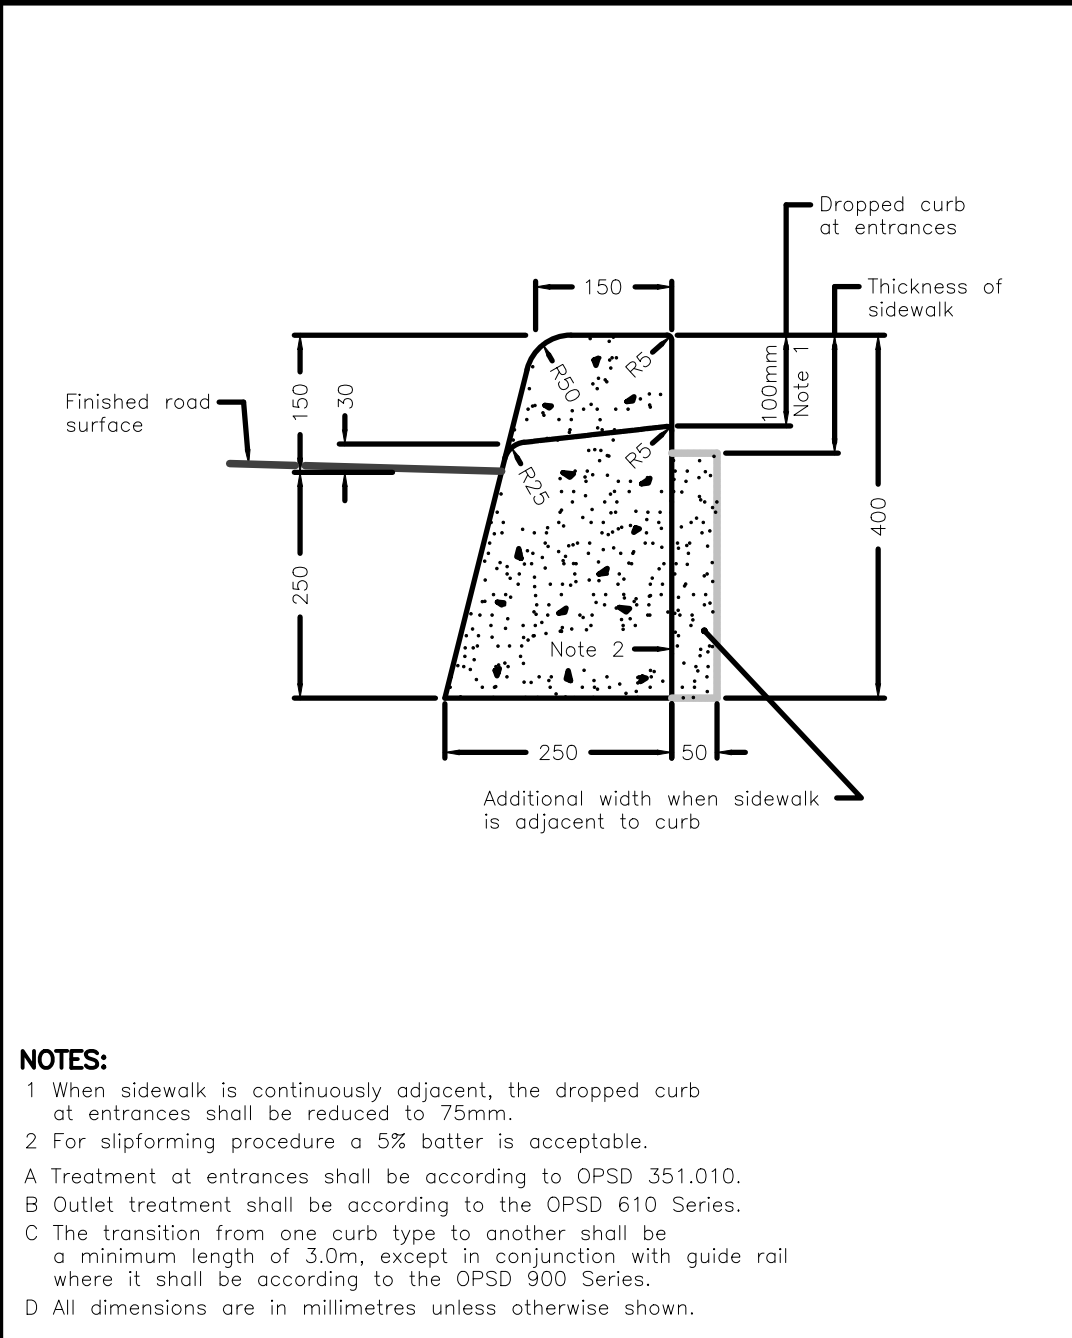 Dropped curb
at entrances
Thickness of
sidewalk
150
Finished road
surface
150
30
R50
R5
100mm
Note 1
R5
R25
400
250
Note 2
250
50
Additional width when sidewalk
is adjacent to curb
NOTES:
1 When sidewalk is continuously adjacent, the dropped curb
at entrances shall be reduced to 75mm.
2 For slipforming procedure a 5% batter is acceptable.
A Treatment at entrances shall be according to OPSD 351.010.
B Outlet treatment shall be according to the OPSD 610 Series.
C The transition from one curb type to another shall be
a minimum length of 3.0m, except in conjunction with guide rail
where it shall be according to the OPSD 900 Series.
D All dimensions are in millimetres unless otherwise shown.